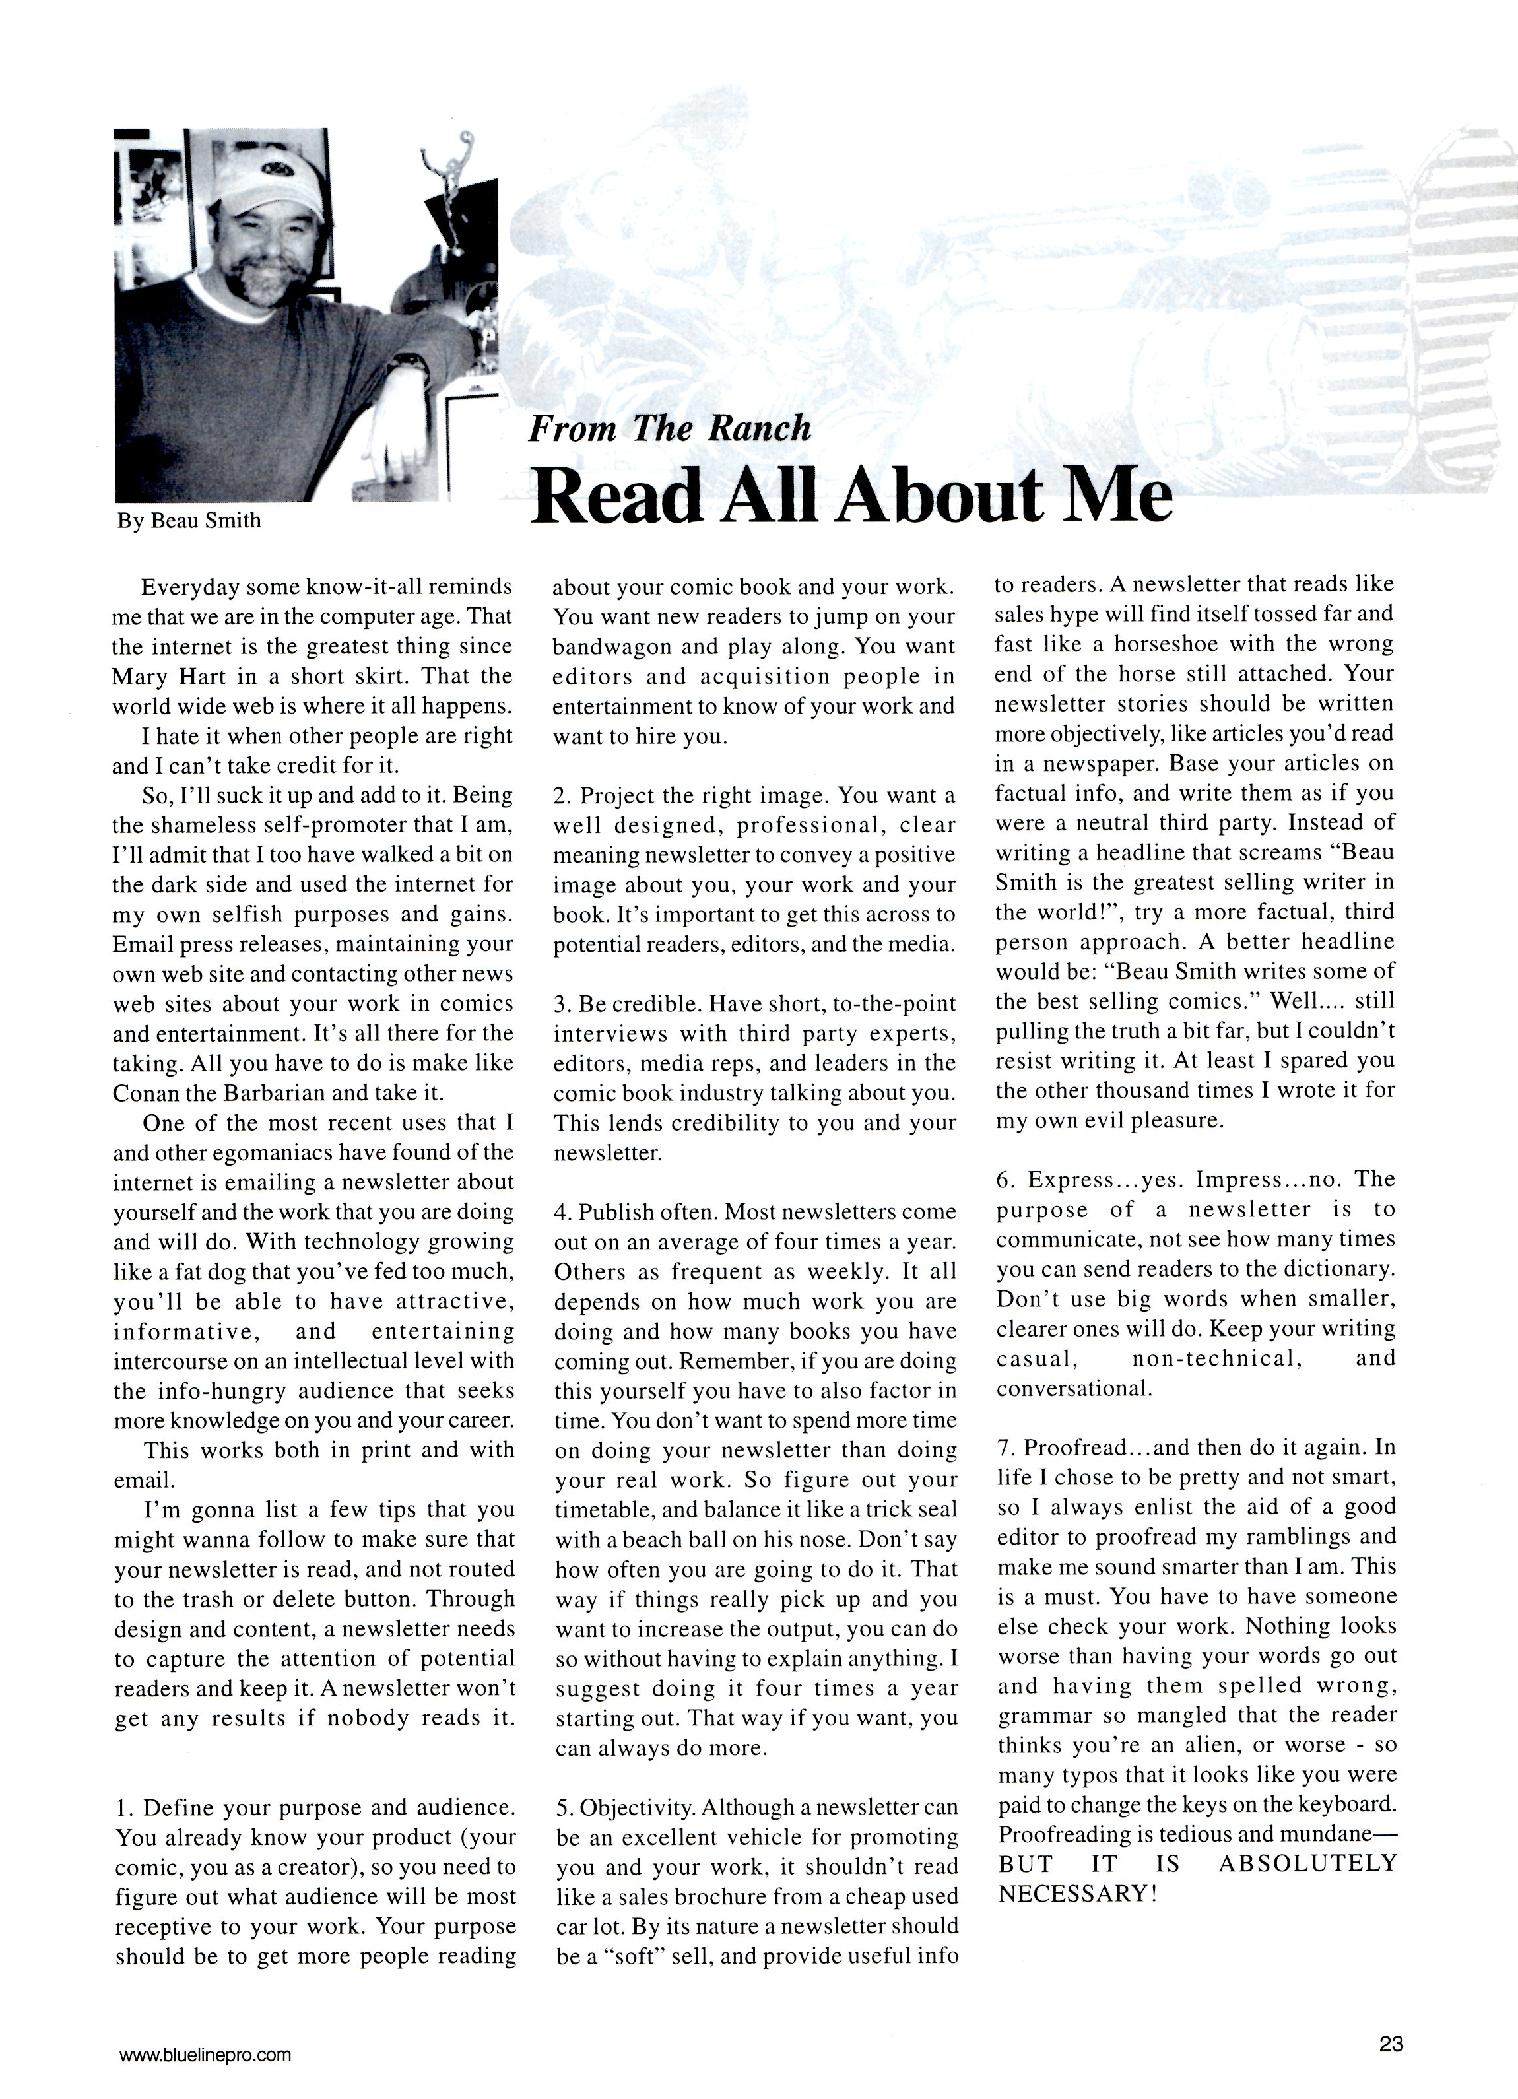 From The Ranch
Read All About Me
By Beau Smith
Everyday some know-it-all reminds
me that we are in the computer age. That
the internet is the greatest thing since
Mary Hart in a short skirt. That the
world wide web is where it all happens.
I hate it when other people are right
and I can't take credit for it.
So, I'll suck it up and add to it. Being
the shameless self-promoter that I am,
I'll admit that I too have walked a bit on
the dark side and used the internet for
my own selfish purposes and gains.
Email press releases, maintaining your
own web site and contacting other news
web sites about your work in comics
and entertainment. It's all there for the
taking. All you have to do is make like
Conan the Barbarian and take it.
One of the most recent uses that I
and other egomaniacs have found of the
internet is emailing a newsletter about
yourself and the work that you are doing
and will do. With technology growing
like a fat dog that you've fed too much,
you'll be able to have attractive,
informative, and entertaining
intercourse on an intellectual level with
the info-hungry audience that seeks
more knowledge on you and your career.
This works both in print and with
email.
I'm gonna list a few tips that you
might wanna follow to make sure that
your newsletter is read, and not routed
to the trash or delete button. Through
design and content, a newsletter needs
to capture the attention of potential
readers and keep it. A newsletter won't
get any results if nobody reads it.
1. Define your purpose and audience.
You already know your product (your
comic, you as a creator), so you need to
figure out what audience will be most
receptive to your work. Your purpose
should be to get more people reading
about your comic book and your work.
You want new readers to jump on your
bandwagon and play along. You want
editors and acquisition people in
entertainment to know of your work and
want to hire you.
2. Project the right image. You want a
well designed, professional, clear
meaning newsletter to convey a positive
image about you, your work and your
book. It's important to get this across to
potential readers, editors, and the media.
3. Be credible. Have short, to-the-point
interviews with third party experts,
editors, media reps, and leaders in the
comic book industry talking about you.
This lends credibility to you and your
newsletter.
4. Publish often. Most newsletters come
out on an average of four times a year.
Others as frequent as weekly. It all
depends on how much work you are
doing and how many books you have
coming out. Remember, if you are doing
this yourself you have to also factor in
time. You don't want to spend more time
on doing your newsletter than doing
your real work. So figure out your
timetable, and balance it like a trick seal
with a beach ball on his nose. Don't say
how often you are going to do it. That
way if things really pick up and you
want to increase the output, you can do
so without having to explain anything. I
suggest doing it four times a year
starting out. That way if you want, you
can always do more.
5. Objectivity. Although a newsletter can
be an excellent vehicle for promoting
you and your work, it shouldn't read
like a sales brochure from a cheap used
car lot. By its nature a newsletter should
be a “soft” sell, and provide useful info
to readers. A newsletter that reads like
sales hype will find itself tossed far and
fast like a horseshoe with the wrong
end of the horse still attached. Your
newsletter stories should be written
more objectively, like articles you'd read
in a newspaper. Base your articles on
factual info, and write them as if you
were a neutral third party. Instead of
writing a headline that screams “Beau
Smith is the greatest selling writer in
the world!”, try a more factual, third
person approach. A better headline
would be: “Beau Smith writes some of
the best selling comics.” Well.... still
pulling the truth a bit far, but I couldn't
resist writing it. At least I spared you
the other thousand times I wrote it for
my own evil pleasure.
6. Express...yes. Impress...no. The
purpose of a newsletter is to
communicate, not see how many times
you can send readers to the dictionary.
Don't use big words when smaller,
clearer ones will do. Keep your writing
casual, non-technical, and
conversational.
7. Proofread...and then do it again. In
life I chose to be pretty and not smart,
so I always enlist the aid of a good
editor to proofread my ramblings and
make me sound smarter than I am. This
is a must. You have to have someone
else check your work. Nothing looks
worse than having your words go out
and having them spelled wrong,
grammar so mangled that the reader
thinks you're an alien, or worse - so
many typos that it looks like you were
paid to change the keys on the keyboard.
Proofreading is tedious and mundane—
BUT IT IS ABSOLUTELY
NECESSARY!
www.bluelinepro.com
23